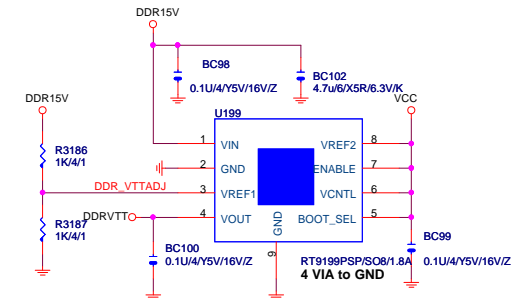 DDR15V
BC98
0.1U/4/Y5V/16V/Z
BC102
4.7u/6/X5R/6.3V/K
DDR15V
VCC
U199
R3186
1K/4/1
1 VIN VREF2 8
2 GND ENABLE 7
DDR_VTTADJ 3 VREF1 VCNTL 6
R3187
1K/4/1
DDRVTT 4 VOUT BOOT_SEL 5
GND
9
BC100
0.1U/4/Y5V/16V/Z
RT9199PSP/SO8/1.8A
4 VIA to GND
BC99
0.1U/4/Y5V/16V/Z